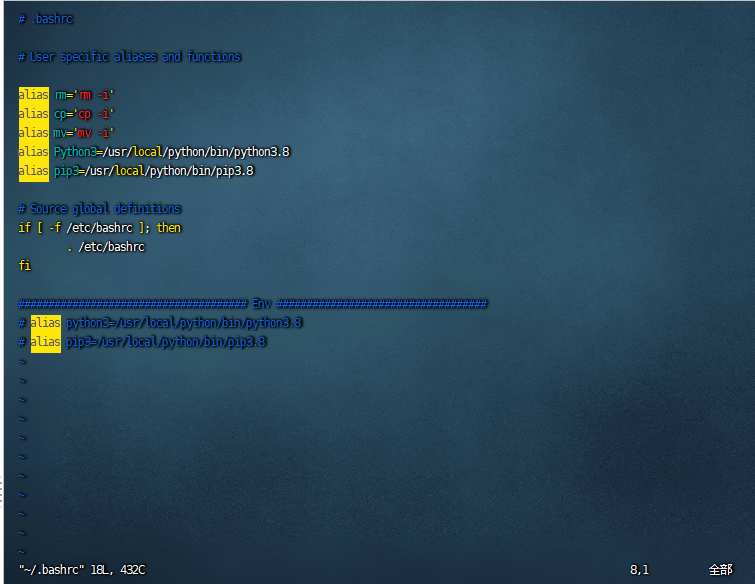 # .bashrc
# User specific aliases and functions
alias rm='rm -i'
alias cp='cp -i'
alias mv='mv -i'
alias Python3=/usr/local/python/bin/python3.8
alias pip3=/usr/local/python/bin/pip3.8
# Source global definitions
if [ -f /etc/bashrc ]; then
        . /etc/bashrc
fi
###################################### Env ###################################
# alias python3=/usr/local/python/bin/python3.8
# alias pip3=/usr/local/python/bin/pip3.8
~
~
~
~
~
~
~
~
~
~
~
"~/.bashrc" 18L, 432C 8,1 全部